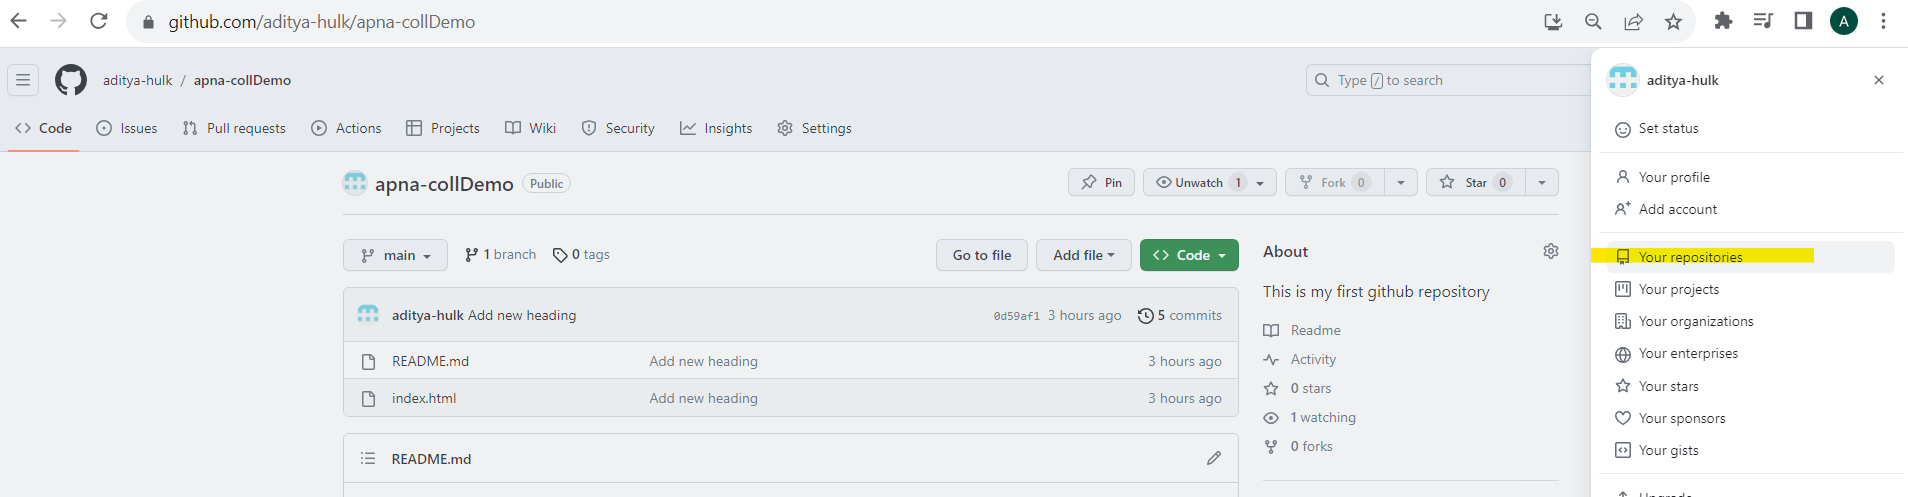 github.com/aditya-hulk/apna-collDemo
A
aditya-hulk / apna-collDemo
Type / to search
Code Issues Pull requests Actions Projects Wiki Security Insights Settings
apna-collDemo Public
Pin Unwatch 1 Fork 0 Star 0
main 1 branch 0 tags Go to file Add file Code
aditya-hulk Add new heading 0d59af1 3 hours ago 5 commits
README.md Add new heading 3 hours ago
index.html Add new heading 3 hours ago
README.md
About
This is my first github repository
Readme
Activity
0 stars
1 watching
0 forks
aditya-hulk
Set status
Your profile
Add account
Your repositories
Your projects
Your organizations
Your enterprises
Your stars
Your sponsors
Your gists
Upgrade